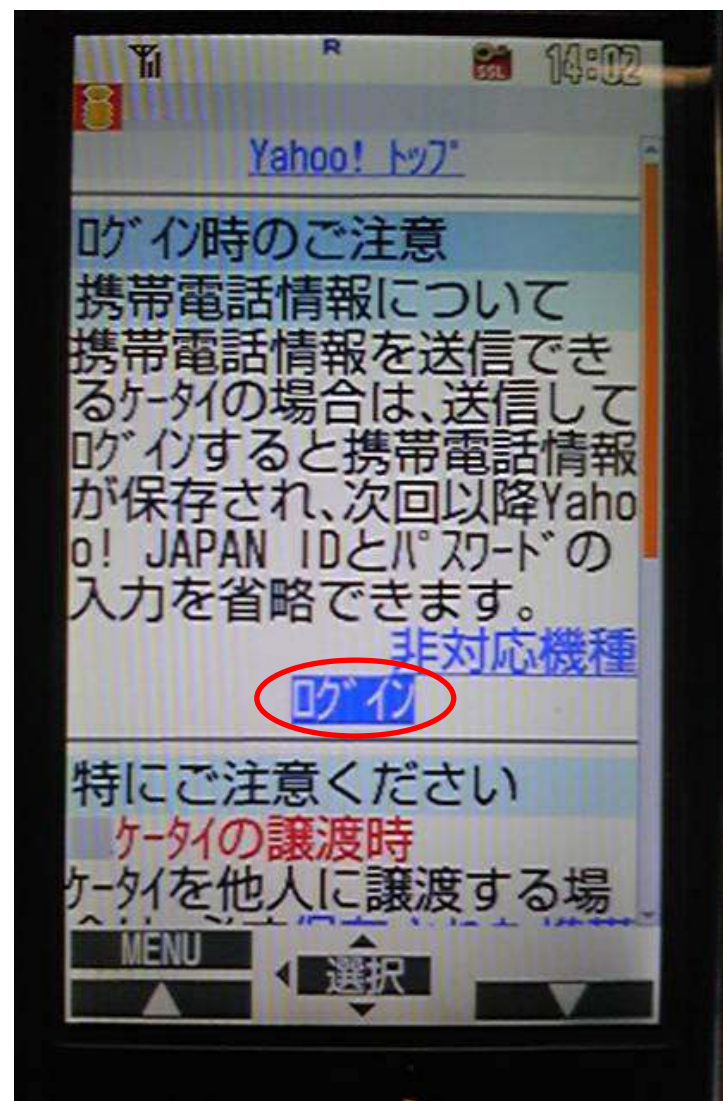 R
SSL
14:02
Yahoo! トップ
ログイン時のご注意
携帯電話情報について
携帯電話情報を送信でき
るケータイの場合は、送信して
ログインすると携帯電話情報
が保存され、次回以降Yaho
o! JAPAN IDとパスワードの
入力を省略できます。
非対応機種
ログイン
特にご注意ください
ケータイの譲渡時
ケータイを他人に譲渡する場
MENU
選択